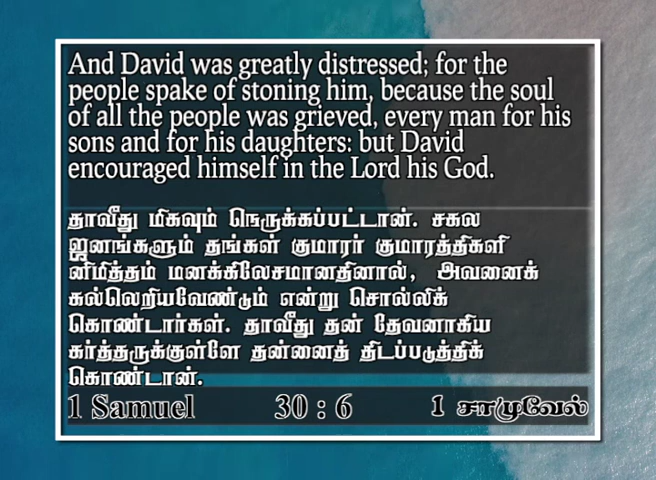 And David was greatly distressed; for the
people spake of stoning him, because the soul
of all the people was grieved, every man for his
sons and for his daughters: but David
encouraged himself in the Lord his God.
தாவீது மிகவும் நெருக்கப்பட்டான். சகல
ஜனங்களும் தங்கள் குமாரர் குமாரத்திகளி
னிமித்தம் மனக்கிலேசமானதினால், அவனைக்
கல்லெறியவேண்டும் என்று சொல்லிக்
கொண்டார்கள். தாவீது தன் தேவனாகிய
கர்த்தருக்குள்ளே தன்னைத் திடப்படுத்திக்
கொண்டான்.
1 Samuel 30 : 6 1 சாமுவேல்